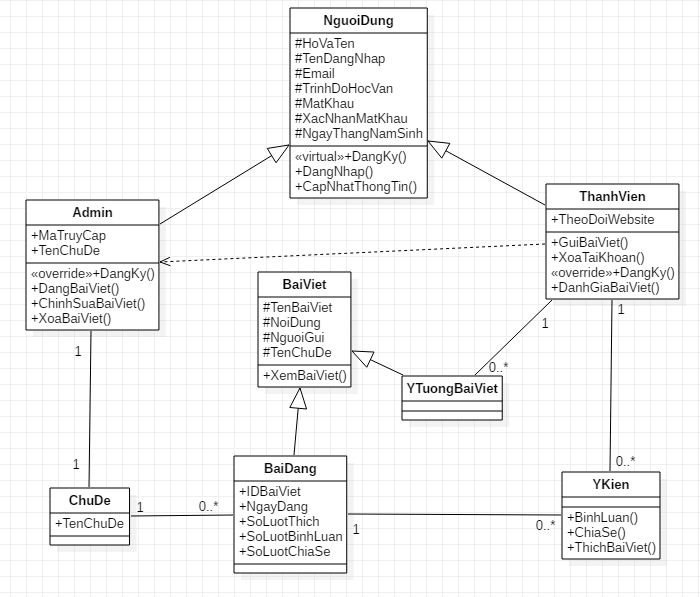 NguoiDung
#HoVaTen
#TenDangNhap
#Email
#TrinhDoHocVan
#MatKhau
#XacNhanMatKhau
#NgayThangNamSinh
«virtual»+DangKy()
+DangNhap()
+CapNhatThongTin()
Admin
+MaTruyCap
+TenChuDe
«override»+DangKy()
+DangBaiViet()
+ChinhSuaBaiViet()
+XoaBaiViet()
ThanhVien
+TheoDoiWebsite
+GuiBaiViet()
+XoaTaiKhoan()
«override»+DangKy()
+DanhGiaBaiViet()
BaiViet
#TenBaiViet
#NoiDung
#NguoiGui
#TenChuDe
+XemBaiViet()
1
0..*
YTuongBaiViet
1
0..*
1
1
ChuDe
+TenChuDe
1
0..*
BaiDang
+IDBaiViet
+NgayDang
+SoLuotThich
+SoLuotBinhLuan
+SoLuotChiaSe
1
0..*
YKien
+BinhLuan()
+ChiaSe()
+ThichBaiViet()